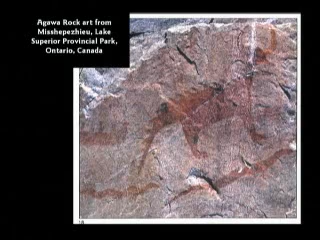 Agawa Rock art from
Misshepezhieu, Lake
Superior Provincial Park,
Ontario, Canada